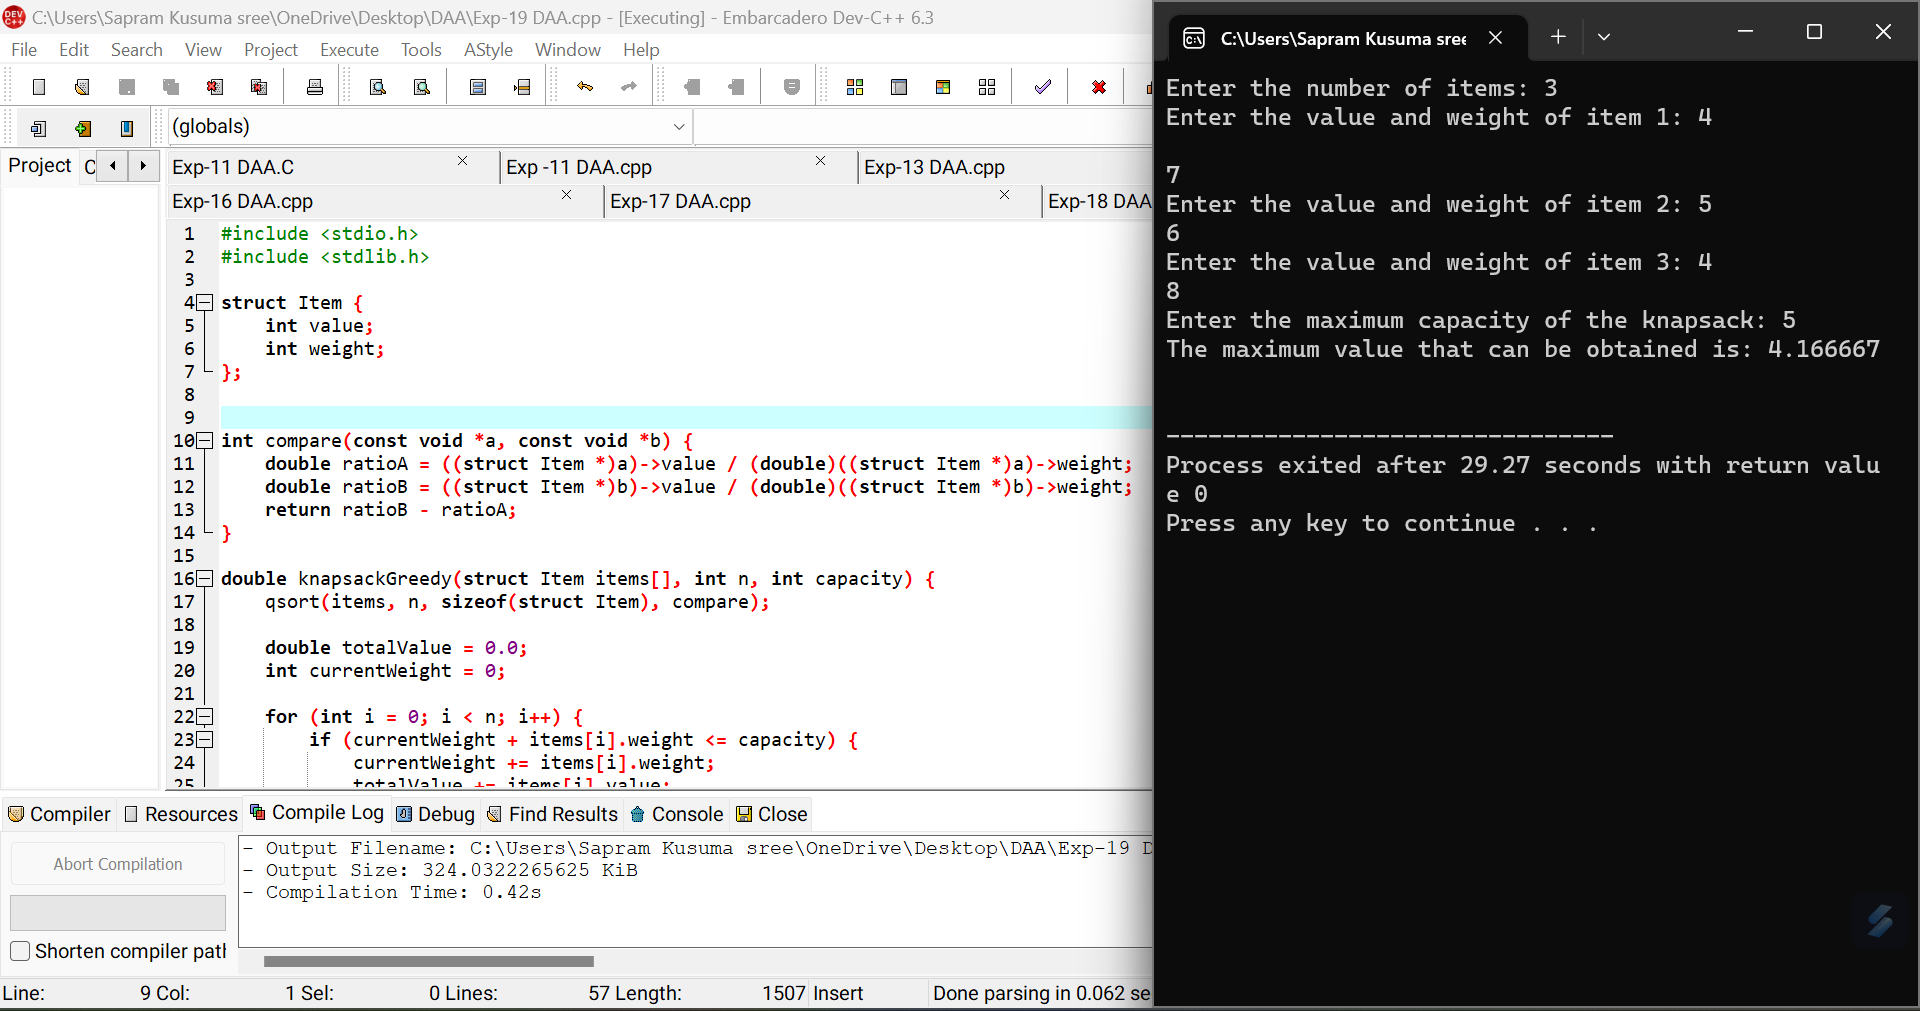 C:\Users\Sapram Kusuma sree\OneDrive\Desktop\DAA\Exp-19 DAA.cpp - [Executing] - Embarcadero Dev-C++ 6.3
File Edit Search View Project Execute Tools AStyle Window Help
(globals)
Project C
Exp-11 DAA.C Exp -11 DAA.cpp Exp-13 DAA.cpp
Exp-16 DAA.cpp Exp-17 DAA.cpp Exp-18 DAA
1 #include <stdio.h>
2 #include <stdlib.h>
3
4 struct Item {
5 int value;
6 int weight;
7 };
8
9
10 int compare(const void *a, const void *b) {
11 double ratioA = ((struct Item *)a)->value / (double)((struct Item *)a)->weight;
12 double ratioB = ((struct Item *)b)->value / (double)((struct Item *)b)->weight;
13 return ratioB - ratioA;
14 }
15
16 double knapsackGreedy(struct Item items[], int n, int capacity) {
17 qsort(items, n, sizeof(struct Item), compare);
18
19 double totalValue = 0.0;
20 int currentWeight = 0;
21
22 for (int i = 0; i < n; i++) {
23 if (currentWeight + items[i].weight <= capacity) {
24 currentWeight += items[i].weight;
25 totalValue += items[i].value;
Compiler Resources Compile Log Debug Find Results Console Close
Abort Compilation
Shorten compiler path
- Output Filename: C:\Users\Sapram Kusuma sree\OneDrive\Desktop\DAA\Exp-19 D
- Output Size: 324.0322265625 KiB
- Compilation Time: 0.42s
Line: 9 Col: 1 Sel: 0 Lines: 57 Length: 1507 Insert Done parsing in 0.062 se
DEV C++
C:\Users\Sapram Kusuma sree
Enter the number of items: 3
Enter the value and weight of item 1: 4
7
Enter the value and weight of item 2: 5
6
Enter the value and weight of item 3: 4
8
Enter the maximum capacity of the knapsack: 5
The maximum value that can be obtained is: 4.166667
--------------------------------
Process exited after 29.27 seconds with return valu
e 0
Press any key to continue . . .